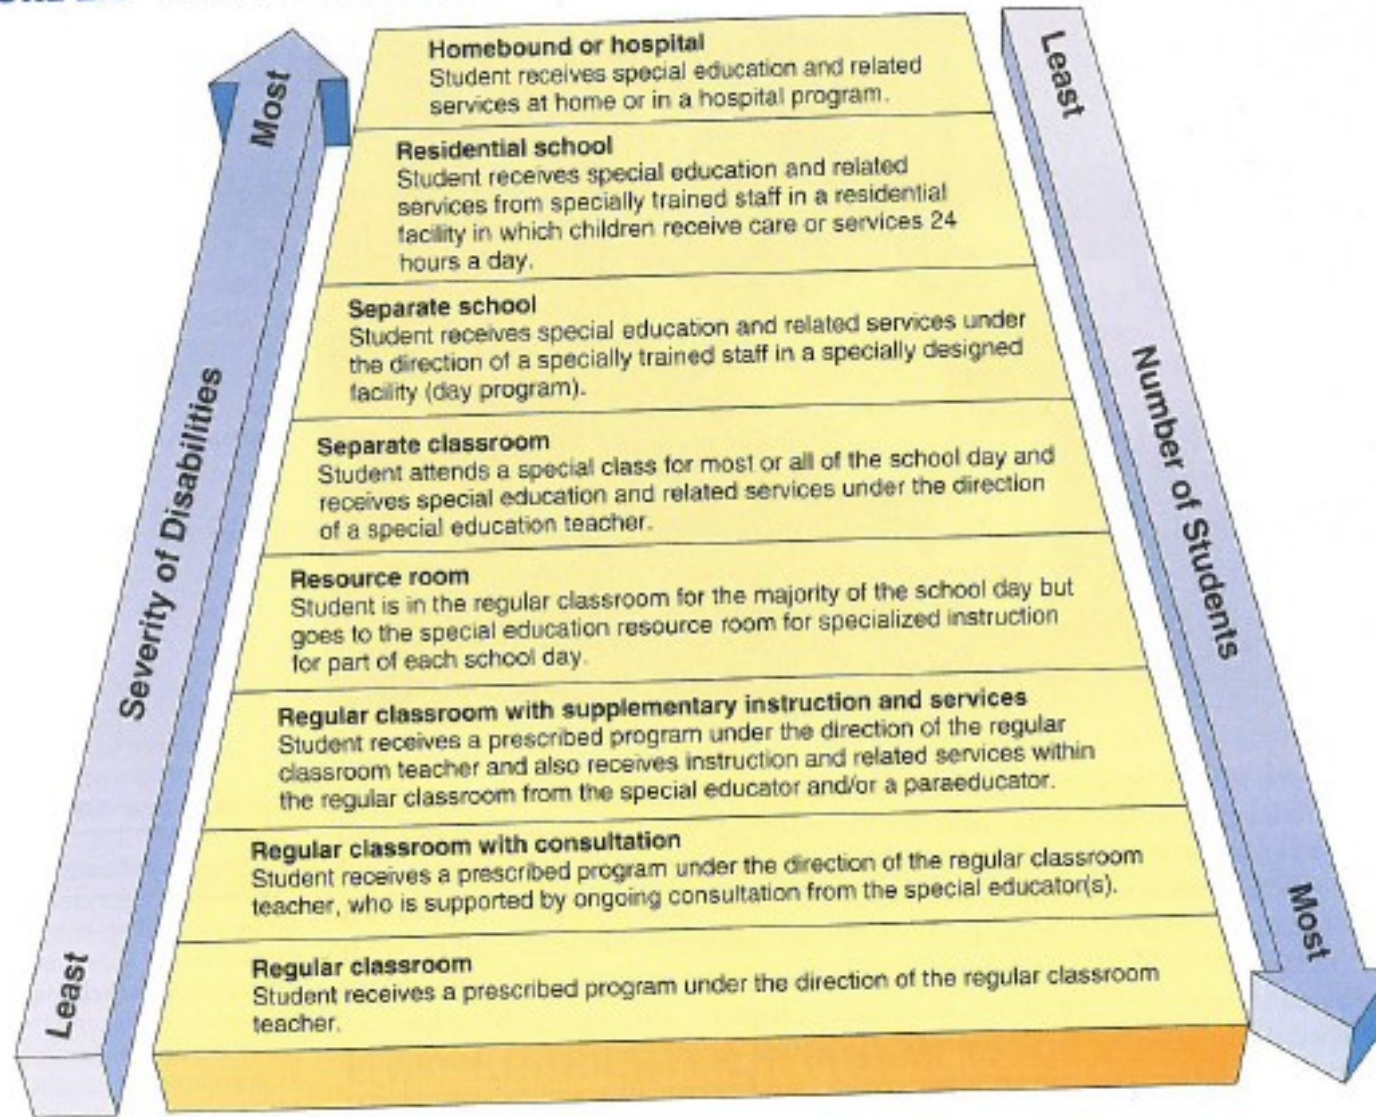 Homebound or hospital
Student receives special education and related
services at home or in a hospital program.
Residential school
Student receives special education and related
services from specially trained staff in a residential
facility in which children receive care or services 24
hours a day.
Separate school
Student receives special education and related services under
the direction of a specially trained staff in a specially designed
facility (day program).
Separate classroom
Student attends a special class for most or all of the school day and
receives special education and related services under the direction
of a special education teacher.
Resource room
Student is in the regular classroom for the majority of the school day but
goes to the special education resource room for specialized instruction
for part of each school day.
Regular classroom with supplementary instruction and services
Student receives a prescribed program under the direction of the regular
classroom teacher and also receives instruction and related services within
the regular classroom from the special educator and/or a paraeducator.
Regular classroom with consultation
Student receives a prescribed program under the direction of the regular classroom
teacher, who is supported by ongoing consultation from the special educator(s).
Regular classroom
Student receives a prescribed program under the direction of the regular classroom
teacher.
Most
Severity of Disabilities
Least
Least
Number of Students
Most